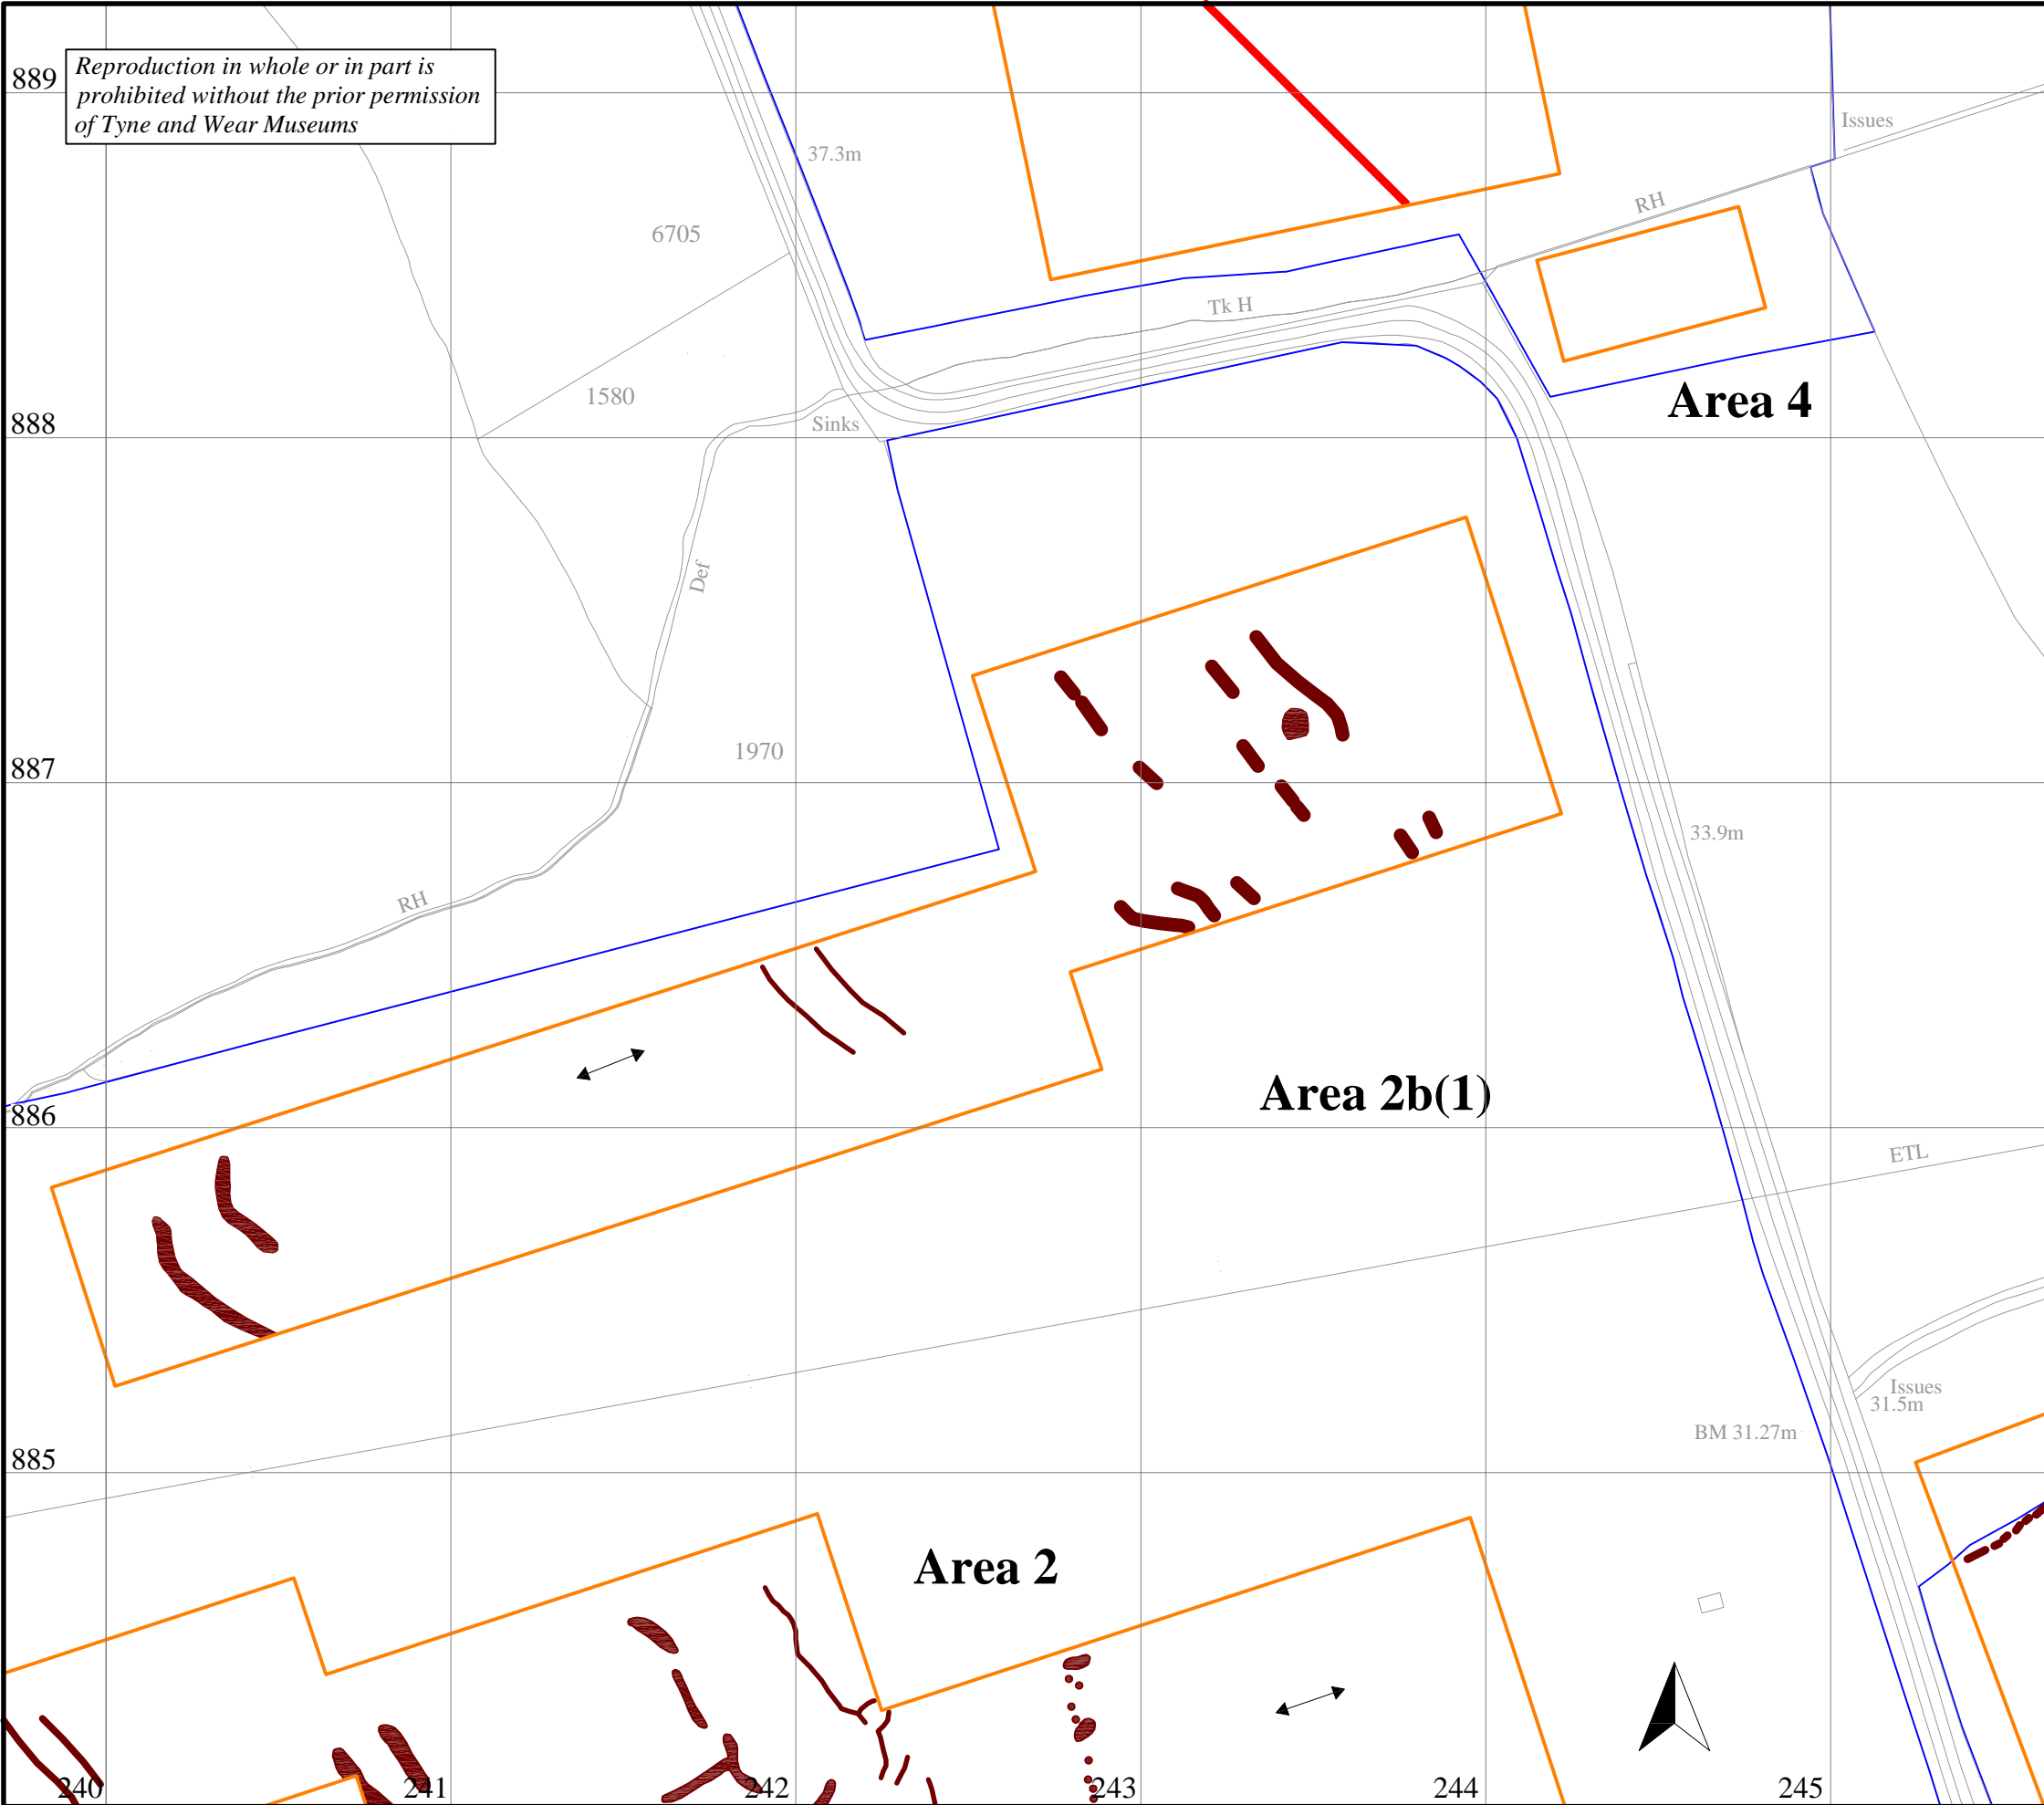 889
Reproduction in whole or in part is
prohibited without the prior permission
of Tyne and Wear Museums
Issues
37.3m
RH
6705
Tk H
1580
Area 4
Sinks
888
Def
1970
887
33.9m
RH
Area 2b(1)
886
ETL
Issues
31.5m
BM 31.27m
885
Area 2
240
241
242
243
244
245